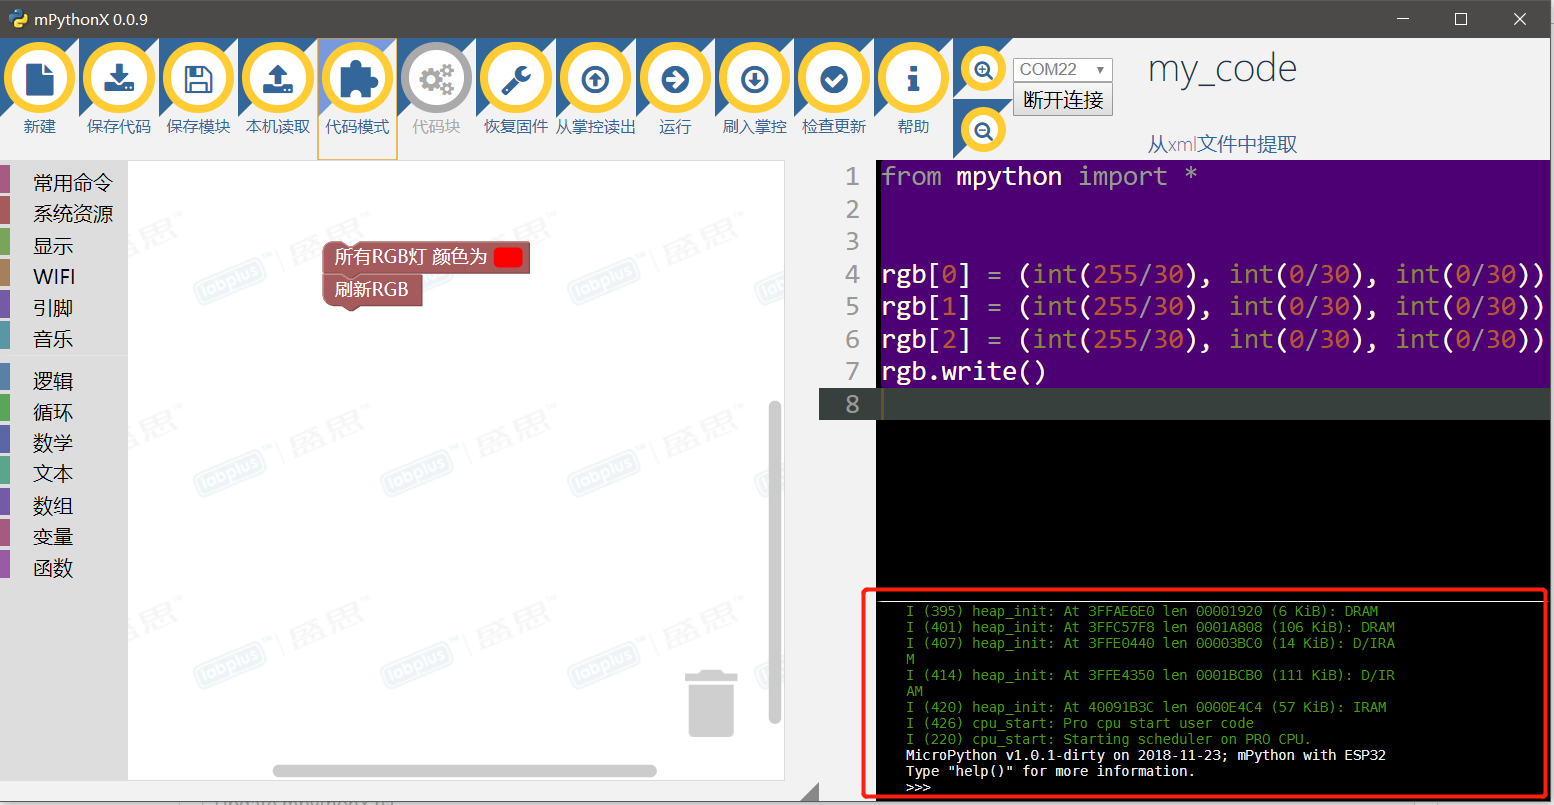 mPythonX 0.0.9
新建
保存代码
保存模块
本机读取
代码模式
代码块
恢复固件
从掌控读出
运行
刷入掌控
检查更新
帮助
COM22
断开连接
my_code
从xml文件中提取
常用命令
系统资源
显示
WIFI
引脚
音乐
逻辑
循环
数学
文本
数组
变量
函数
所有RGB灯 颜色为
刷新RGB
labplus™ | 盛思™
1 from mpython import *
2
3
4 rgb[0] = (int(255/30), int(0/30), int(0/30))
5 rgb[1] = (int(255/30), int(0/30), int(0/30))
6 rgb[2] = (int(255/30), int(0/30), int(0/30))
7 rgb.write()
8
I (395) heap_init: At 3FFAE6E0 len 00001920 (6 KiB): DRAM
I (401) heap_init: At 3FFC57F8 len 0001A808 (106 KiB): DRAM
I (407) heap_init: At 3FFE0440 len 00003BC0 (14 KiB): D/IRA
M
I (414) heap_init: At 3FFE4350 len 0001BCB0 (111 KiB): D/IR
AM
I (420) heap_init: At 40091B3C len 0000E4C4 (57 KiB): IRAM
I (426) cpu_start: Pro cpu start user code
I (220) cpu_start: Starting scheduler on PRO CPU.
MicroPython v1.0.1-dirty on 2018-11-23; mPython with ESP32
Type "help()" for more information.
>>>